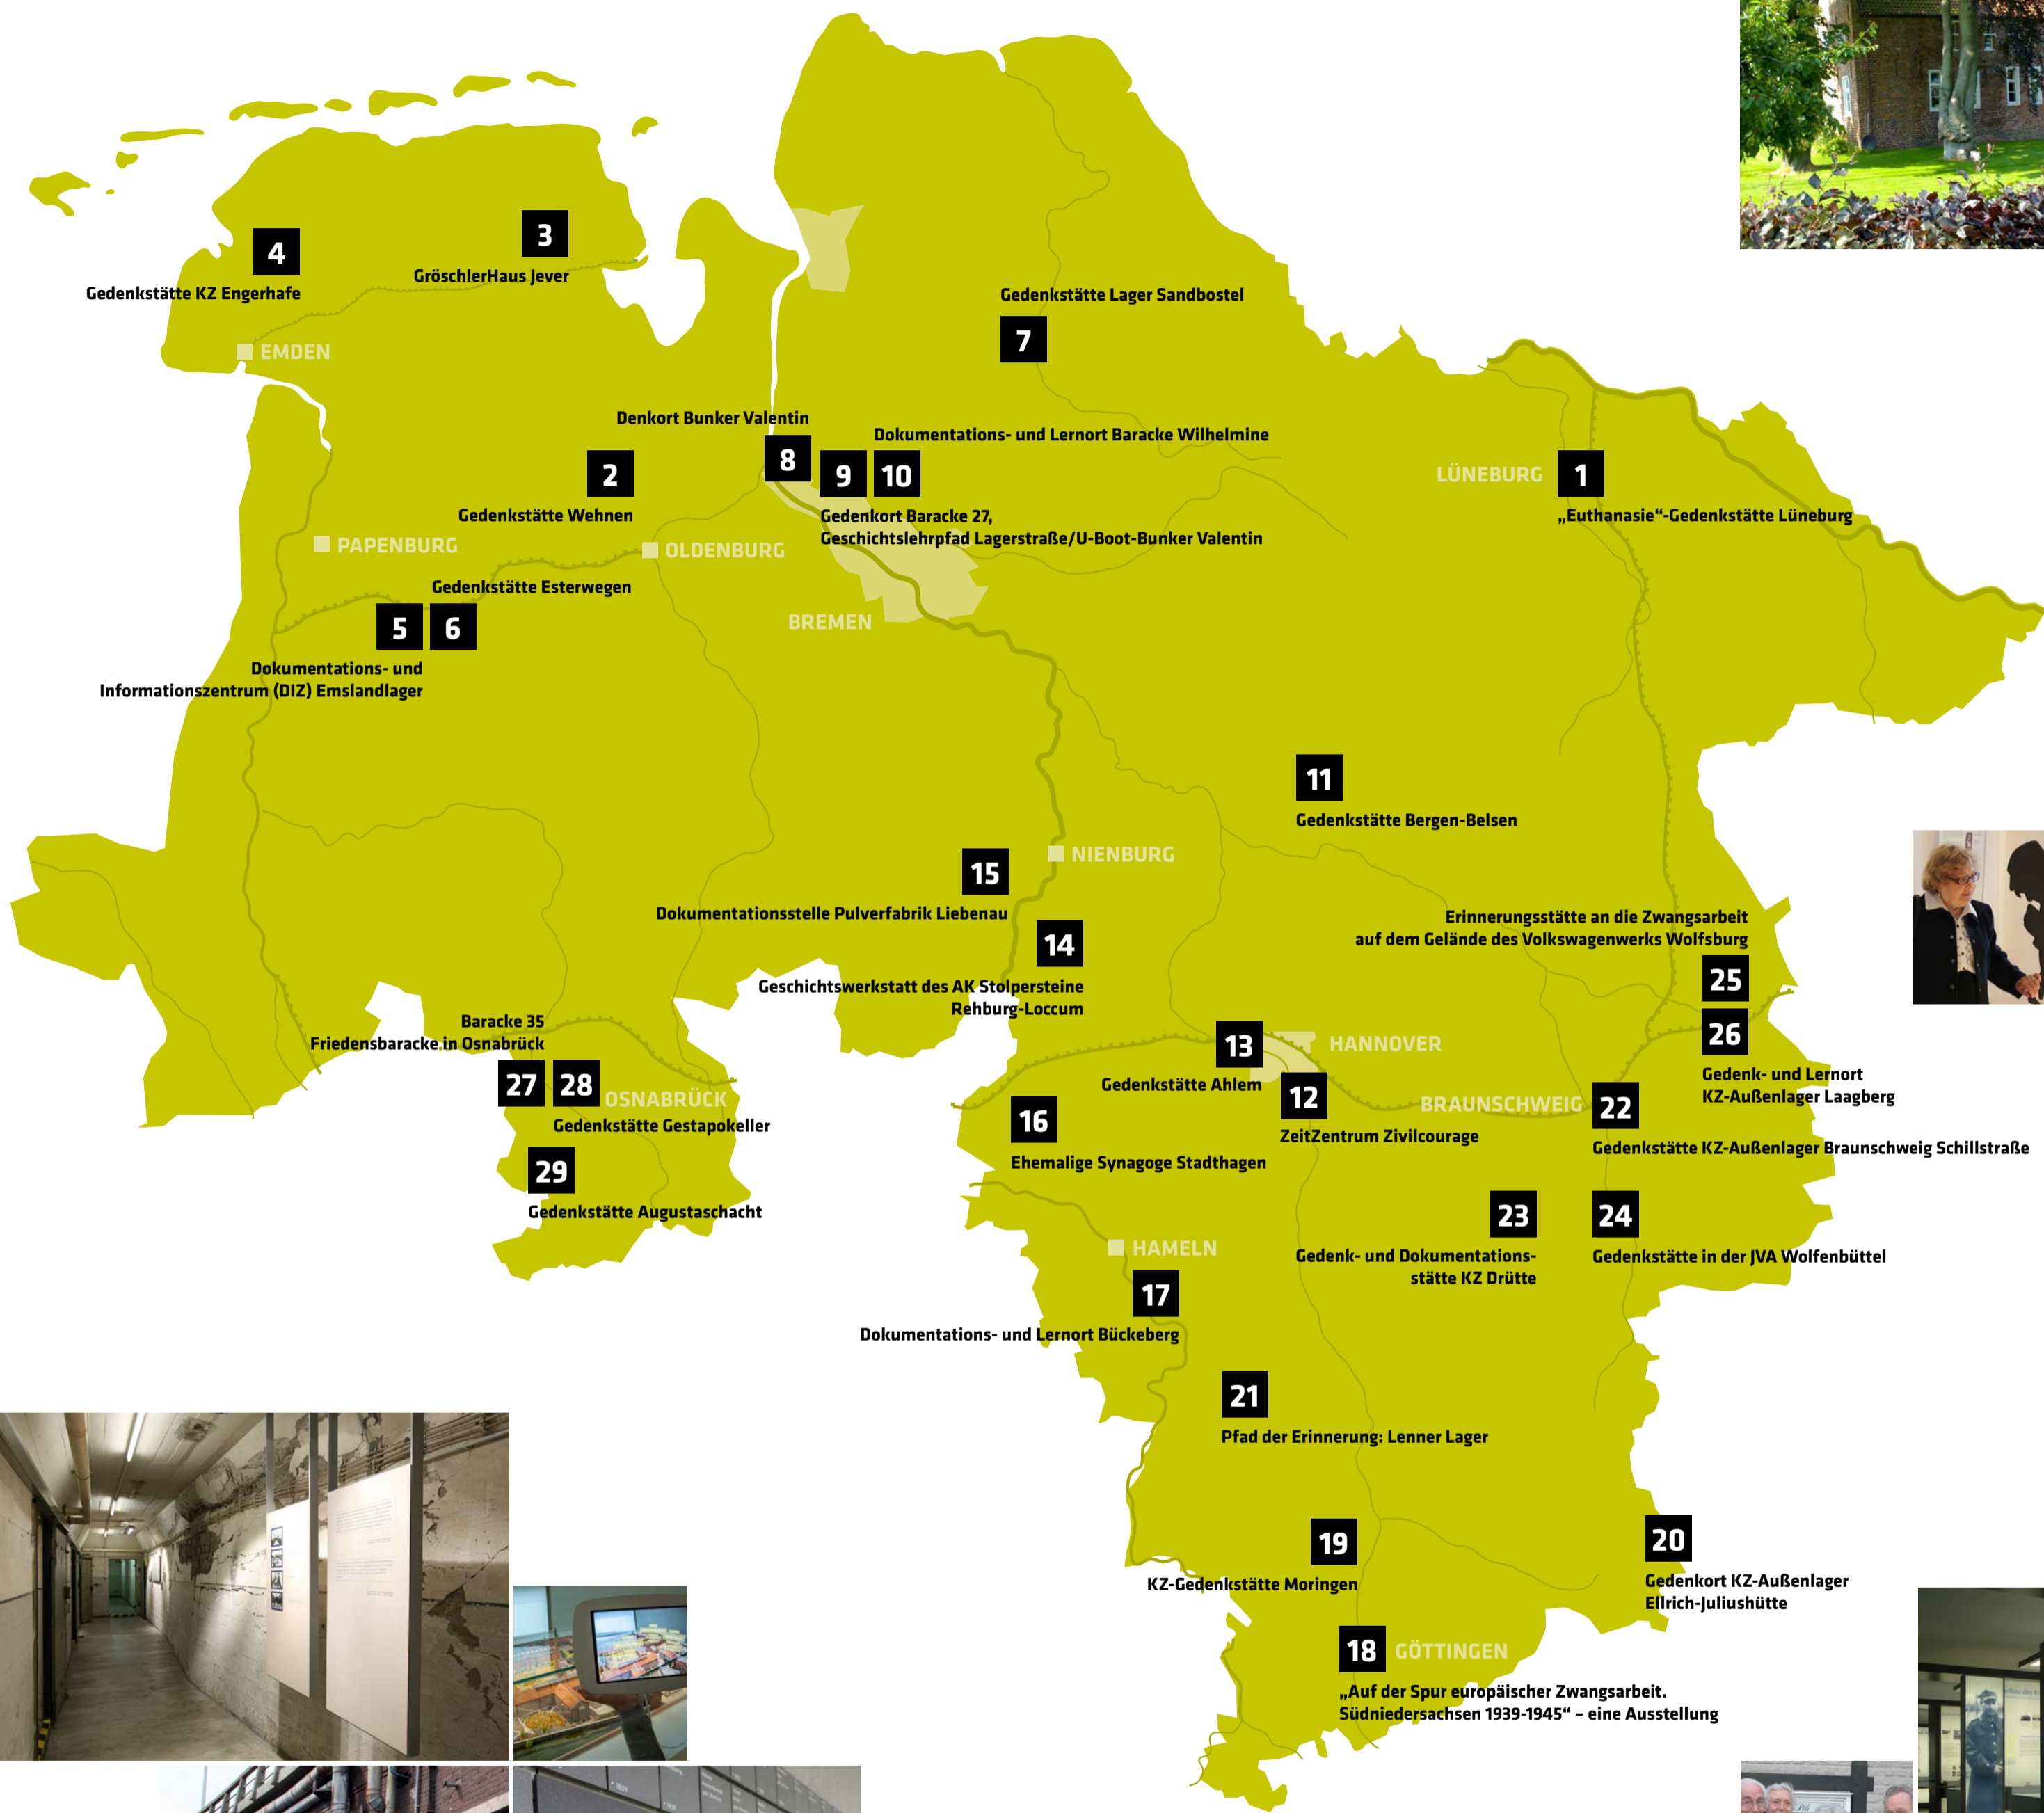 3
4
GröschlerHaus Jever
Gedenkstätte KZ Engerhafe
Gedenkstätte Lager Sandbostel
7
EMDEN
Denkort Bunker Valentin
Dokumentations- und Lernort Baracke Wilhelmine
8
9
10
2
LÜNEBURG
1
Gedenkstätte Wehnen
Gedenkort Baracke 27,
Geschichtslehrpfad Lagerstraße/U-Boot-Bunker Valentin
„Euthanasie“-Gedenkstätte Lüneburg
PAPENBURG
OLDENBURG
Gedenkstätte Esterwegen
BREMEN
5
6
Dokumentations- und
Informationszentrum (DIZ) Emslandlager
11
Gedenkstätte Bergen-Belsen
NIENBURG
15
Dokumentationsstelle Pulverfabrik Liebenau
14
Geschichtswerkstatt des AK Stolpersteine
Rehburg-Loccum
Erinnerungsstätte an die Zwangsarbeit
auf dem Gelände des Volkswagenwerks Wolfsburg
25
26
Gedenk- und Lernort
KZ-Außenlager Laagberg
Baracke 35
Friedensbaracke in Osnabrück
27
28
OSNABRÜCK
Gedenkstätte Gestapokeller
29
Gedenkstätte Augustaschacht
13
HANNOVER
Gedenkstätte Ahlem
12
ZeitZentrum Zivilcourage
16
Ehemalige Synagoge Stadthagen
BRAUNSCHWEIG
22
Gedenkstätte KZ-Außenlager Braunschweig Schillstraße
23
Gedenk- und Dokumentations-
stätte KZ Drütte
24
Gedenkstätte in der JVA Wolfenbüttel
HAMELN
17
Dokumentations- und Lernort Bückeberg
21
Pfad der Erinnerung: Lenner Lager
19
KZ-Gedenkstätte Moringen
20
Gedenkort KZ-Außenlager
Ellrich-Juliushütte
18
GÖTTINGEN
„Auf der Spur europäischer Zwangsarbeit.
Südniedersachsen 1939-1945“ – eine Ausstellung